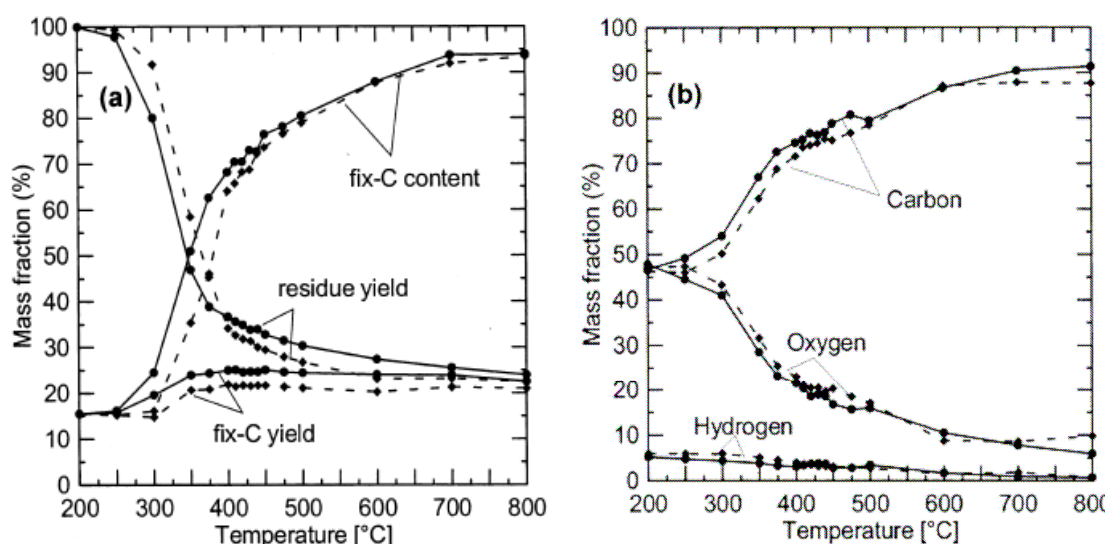 (a)
100
90
80
70
60
50
40
30
20
10
0
Mass fraction (%)
fix-C content
residue yield
fix-C yield
200 300 400 500 600 700 800
Temperature [°C]
(b)
100
90
80
70
60
50
40
30
20
10
0
Mass fraction (%)
Carbon
Oxygen
Hydrogen
200 300 400 500 600 700 800
Temperature [°C]